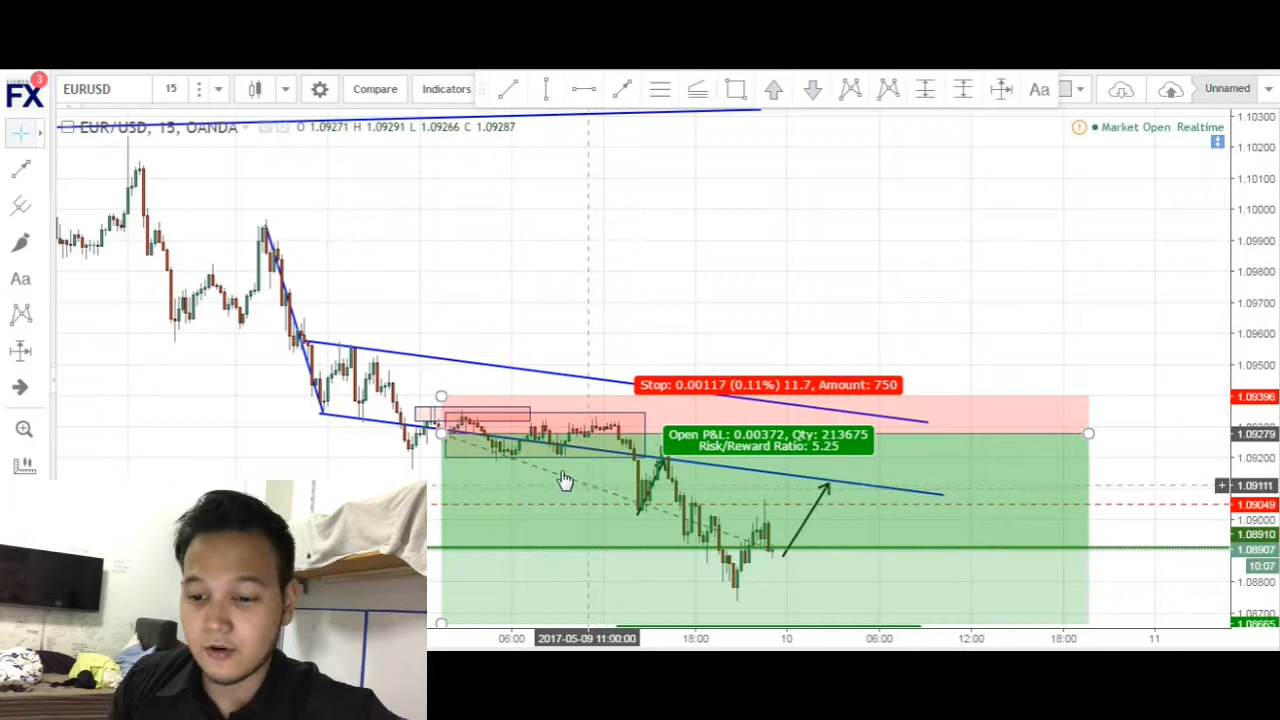 3
FX
EURUSD
15
Compare
Indicators
Aa
Unnamed
EUR/USD, 15, OANDA
O 1.09271 H 1.09291 L 1.09266 C 1.09287
Market Open Realtime
Aa
1.10300
1.10200
1.10100
1.10000
1.09900
1.09800
1.09700
1.09600
1.09500
Stop: 0.00117 (0.11%) 11.7, Amount: 750
1.09396
Open P&L: 0.00372, Qty: 213675
Risk/Reward Ratio: 5.25
1.09279
1.09200
1.09111
1.09049
1.09000
1.08910
1.08907
10:07
1.08800
1.08700
1.08665
06:00
2017-05-09 11:00:00
18:00
10
06:00
12:00
18:00
11